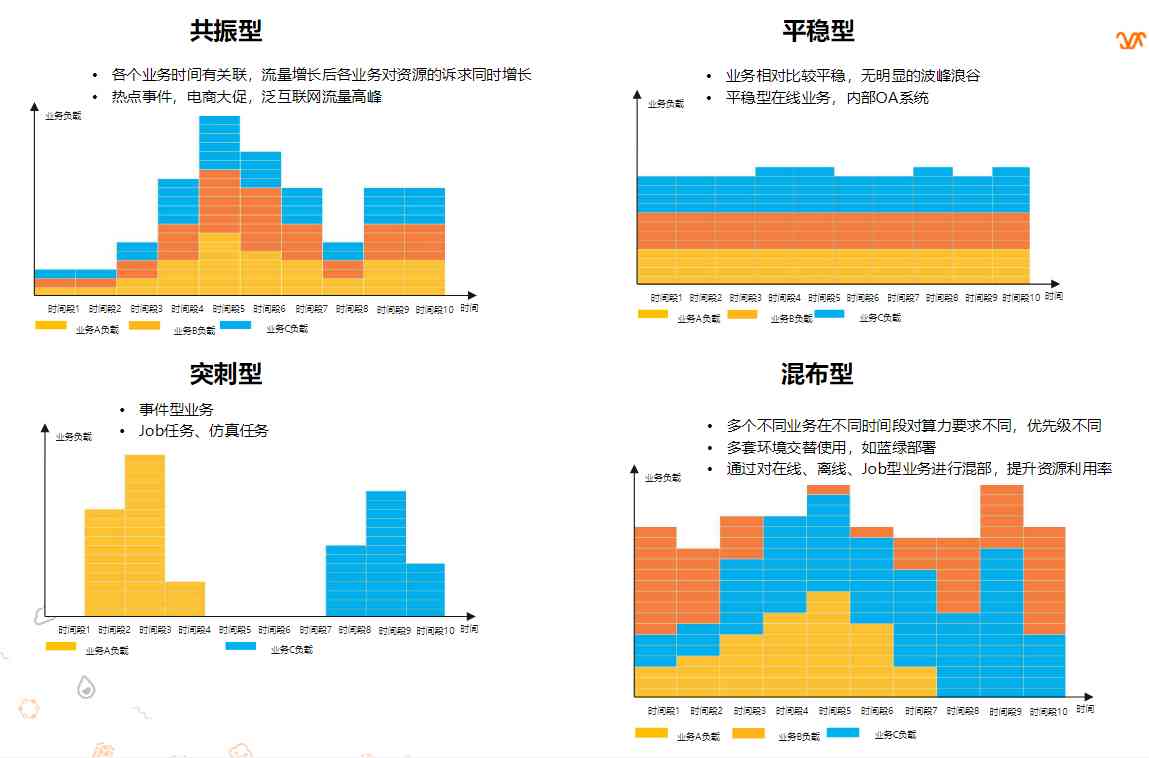 共振型
• 各个业务时间有关联，流量增长后各业务对资源的诉求同时增长
• 热点事件，电商大促，泛互联网流量高峰
业务负载
时间段1 时间段2 时间段3 时间段4 时间段5 时间段6 时间段7 时间段8 时间段9 时间段10 时间
业务A负载 业务B负载 业务C负载
平稳型
• 业务相对比较平稳，无明显的波峰浪谷
• 平稳型在线业务，内部OA系统
业务负载
时间段1 时间段2 时间段3 时间段4 时间段5 时间段6 时间段7 时间段8 时间段9 时间段10 时间
业务A负载 业务B负载 业务C负载
突刺型
• 事件型业务
• Job任务、仿真任务
业务负载
时间段1 时间段2 时间段3 时间段4 时间段5 时间段6 时间段7 时间段8 时间段9 时间段10 时间
业务A负载 业务C负载
混布型
• 多个不同业务在不同时间段对算力要求不同，优先级不同
• 多套环境交替使用，如蓝绿部署
• 通过对在线、离线、Job型业务进行混部，提升资源利用率
业务负载
时间段1 时间段2 时间段3 时间段4 时间段5 时间段6 时间段7 时间段8 时间段9 时间段10 时间
业务A负载 业务B负载 业务C负载